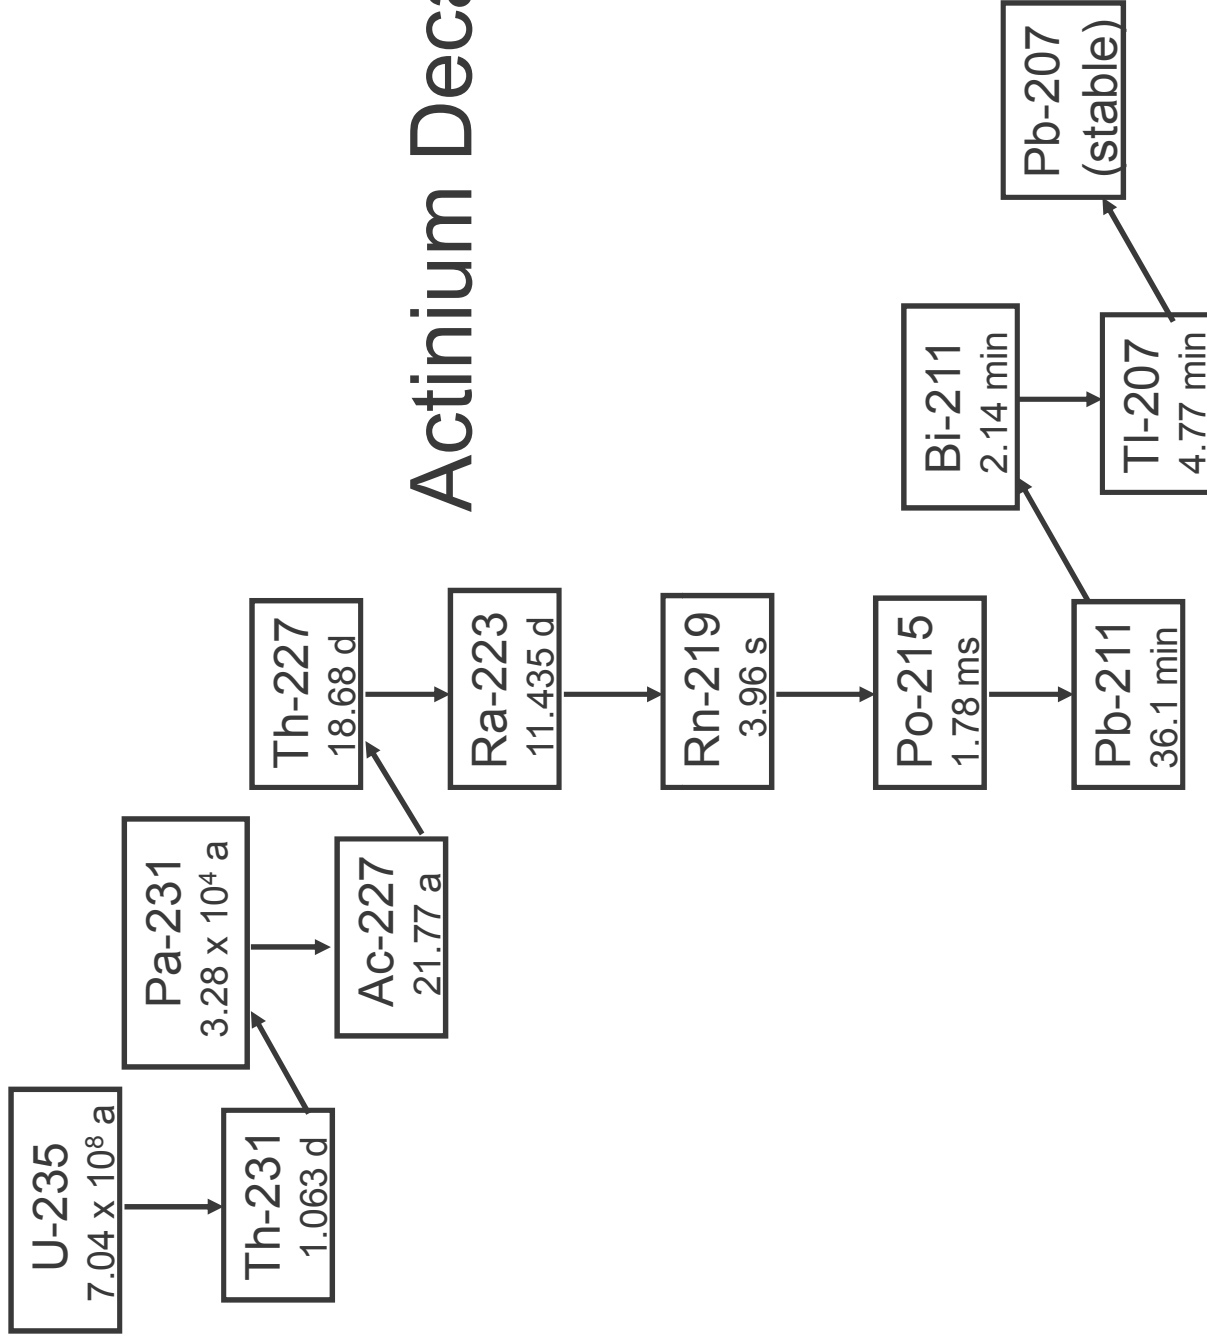 Actinium Deca
U-235
7.04 x 10⁸ a
Th-231
1.063 d
Pa-231
3.28 x 10⁴ a
Ac-227
21.77 a
Th-227
18.68 d
Ra-223
11.435 d
Rn-219
3.96 s
Po-215
1.78 ms
Pb-211
36.1 min
Bi-211
2.14 min
Tl-207
4.77 min
Pb-207
(stable)